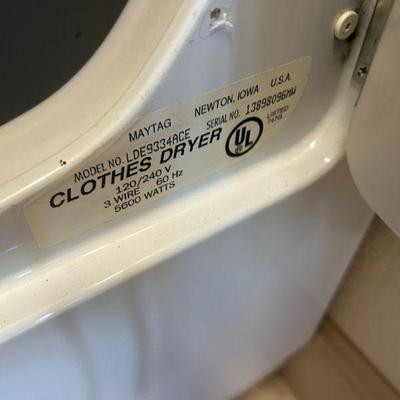 MAYTAG NEWTON, IOWA U.S.A.
MODEL NO. LDE9334ACE SERIAL NO. 13898096MW
CLOTHES DRYER UL LISTED
120/240 V
3 WIRE 60 Hz
5600 WATTS